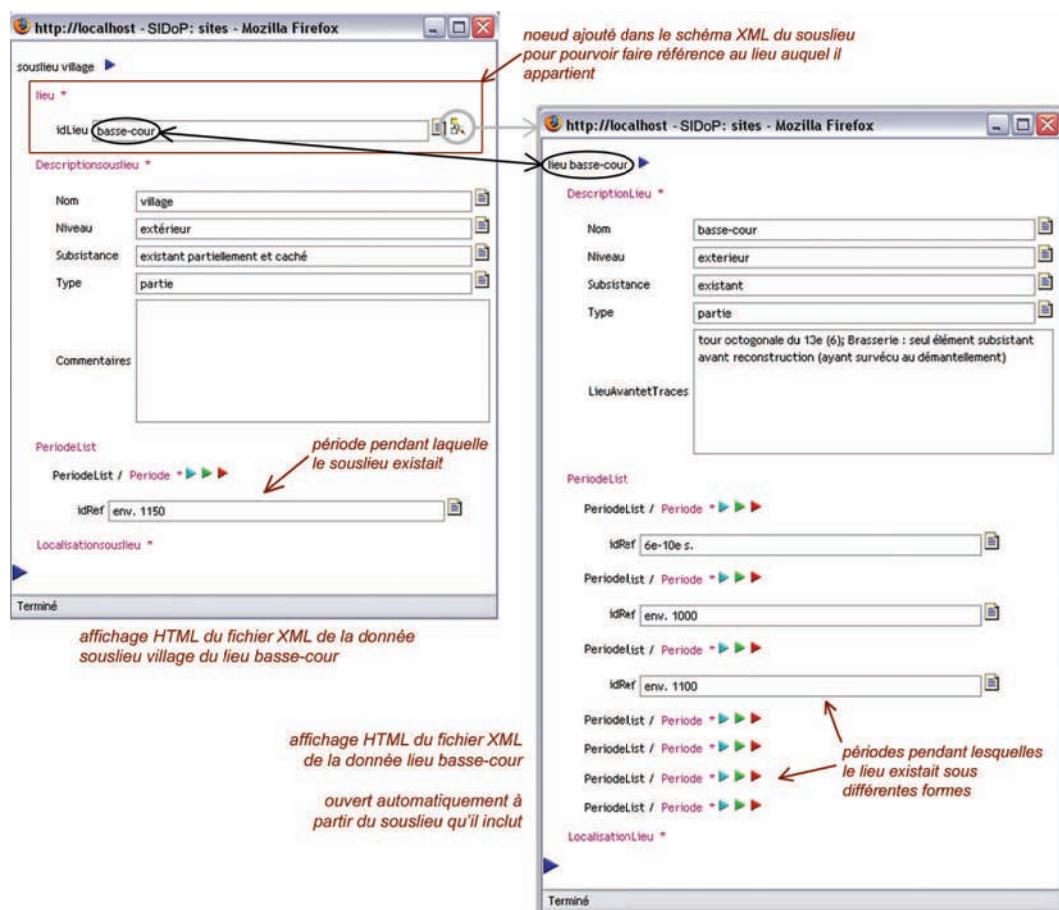 http://localhost - SIDoP: sites - Mozilla Firefox
souslieu village
lieu *
idLieu basse-cour
Descriptionsouslieu *
Nom village
Niveau extérieur
Subsistance existant partiellement et caché
Type partie
Commentaires
PeriodeList
PeriodeList / Periode *
idRef env. 1150
Localisationsouslieu *
Terminé
noeud ajouté dans le schéma XML du souslieu
pour pourvoir faire référence au lieu auquel il
appartient
période pendant laquelle
le souslieu existait
affichage HTML du fichier XML de la donnée
souslieu village du lieu basse-cour
http://localhost - SIDoP: sites - Mozilla Firefox
lieu basse-cour
DescriptionLieu *
Nom basse-cour
Niveau exterieur
Subsistance existant
Type partie
tour octogonale du 13e (6); Brasserie : seul élément subsistant
avant reconstruction (ayant survécu au démantellement)
LieuAvantetTraces
PeriodeList
PeriodeList / Periode *
idRef 6e-10e s.
PeriodeList / Periode *
idRef env. 1000
PeriodeList / Periode *
idRef env. 1100
PeriodeList / Periode *
PeriodeList / Periode *
PeriodeList / Periode *
PeriodeList / Periode *
LocalisationLieu *
Terminé
périodes pendant lesquelles
le lieu existait sous
différentes formes
affichage HTML du fichier XML
de la donnée lieu basse-cour
ouvert automatiquement à
partir du souslieu qu'il inclut